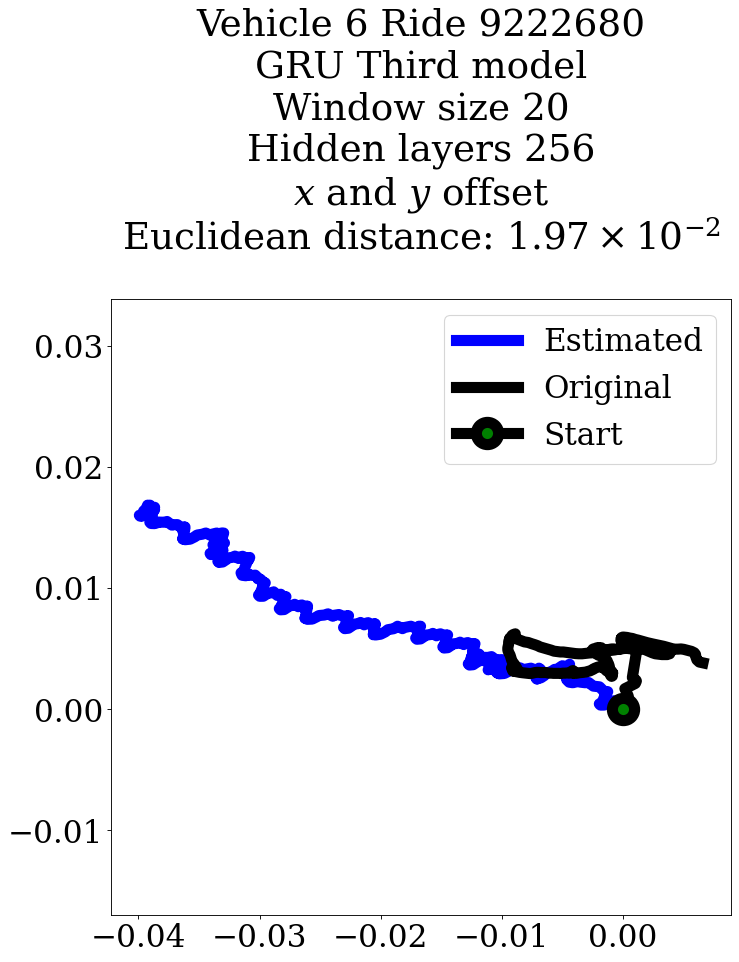 Vehicle 6 Ride 9222680
GRU Third model
Window size 20
Hidden layers 256
x and y offset
Euclidean distance: 1.97 × 10⁻²
Estimated
Original
Start
0.03
0.02
0.01
0.00
−0.01
−0.04 −0.03 −0.02 −0.01 0.00